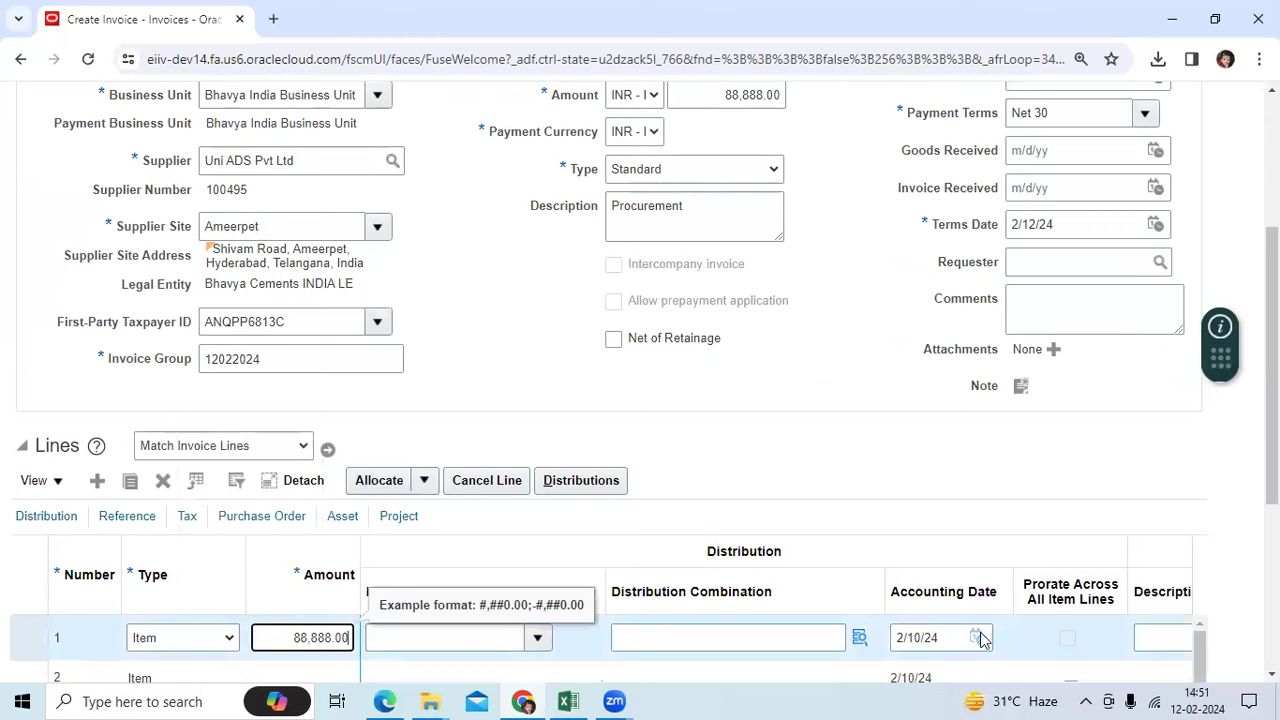 Create Invoice - Invoices - Orac
eiiv-dev14.fa.us6.oraclecloud.com/fscmUI/faces/FuseWelcome?_adf.ctrl-state=u2dzack5l_766&fnd=%3B%3B%3B%3Bfalse%3B256%3B%3B%3B&_afrLoop=34...
* Business Unit
Bhavya India Business Unit
Payment Business Unit
Bhavya India Business Unit
* Supplier
Uni ADS Pvt Ltd
Supplier Number
100495
* Supplier Site
Ameerpet
Supplier Site Address
Shivam Road, Ameerpet,
Hyderabad, Telangana, India
Legal Entity
Bhavya Cements INDIA LE
First-Party Taxpayer ID
ANQPP6813C
* Invoice Group
12022024
* Amount
INR - I
88,888.00
* Payment Currency
INR - I
* Type
Standard
Description
Procurement
Intercompany invoice
Allow prepayment application
Net of Retainage
* Payment Terms
Net 30
Goods Received
m/d/yy
Invoice Received
m/d/yy
* Terms Date
2/12/24
Requester
Comments
Attachments
None
Note
Lines
Match Invoice Lines
View
Detach
Allocate
Cancel Line
Distributions
Distribution
Reference
Tax
Purchase Order
Asset
Project
* Number
* Type
* Amount
Distribution
Distribution Combination
Accounting Date
Prorate Across
All Item Lines
Descripti
Example format: #,##0.00;-#,##0.00
1
Item
88,888.00
2/10/24
2
Item
2/10/24
Type here to search
zm
31°C Haze
14:51
12-02-2024